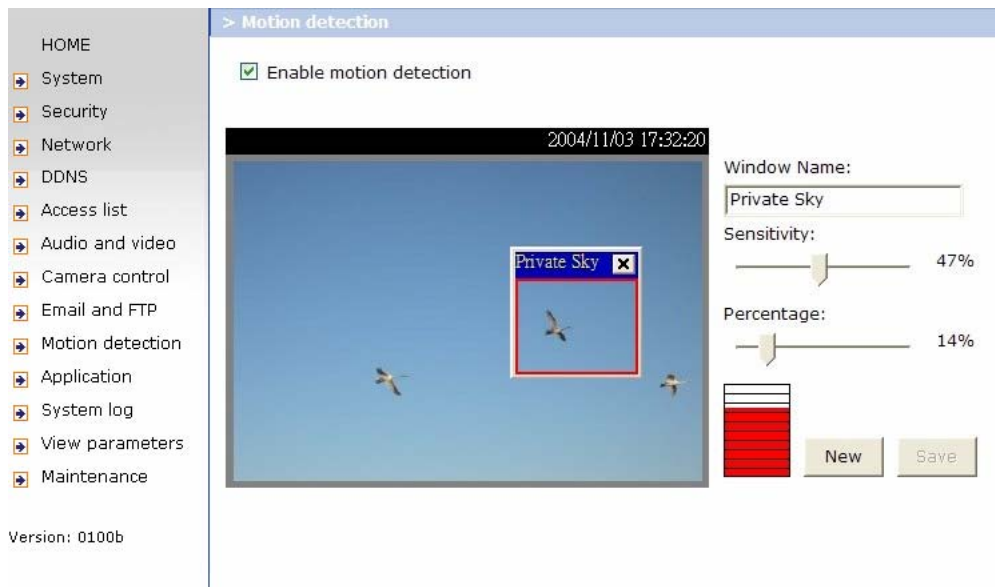 > Motion detection
HOME
System
Security
Network
DDNS
Access list
Audio and video
Camera control
Email and FTP
Motion detection
Application
System log
View parameters
Maintenance
Version: 0100b
Enable motion detection
2004/11/03 17:32:20
Private Sky
Window Name:
Private Sky
Sensitivity:
47%
Percentage:
14%
New
Save